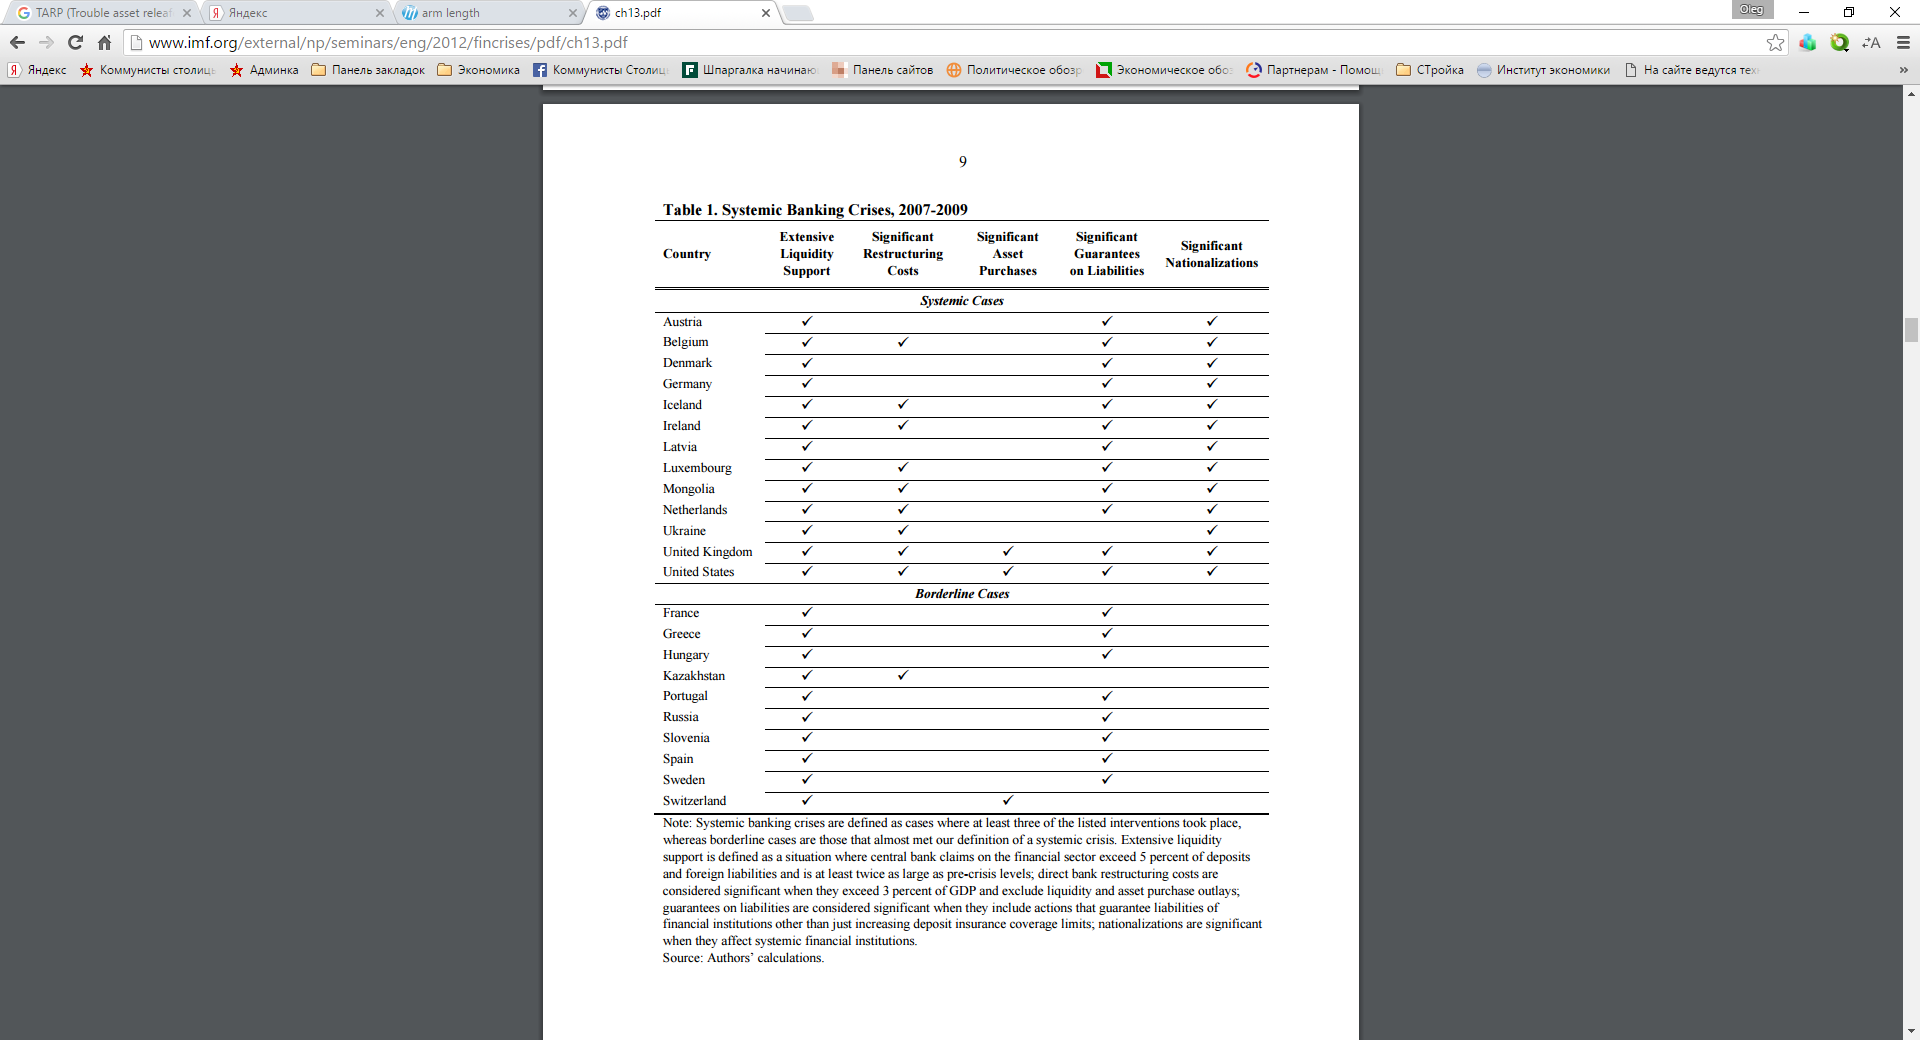 TARP (Trouble asset releaf
Яндекс
arm length
ch13.pdf
Oleg
www.imf.org/external/np/seminars/eng/2012/fincrises/pdf/ch13.pdf
Яндекс Коммунисты столиц Админка Панель закладок Экономика Коммунисты Столиц Шпаргалка начинаю Панель сайтов Политическое обозр Экономическое обоз Партнерам - Помощ СТройка Институт экономики На сайте ведутся тех »
9
Table 1. Systemic Banking Crises, 2007-2009
Country
Extensive Liquidity Support
Significant Restructuring Costs
Significant Asset Purchases
Significant Guarantees on Liabilities
Significant Nationalizations
Systemic Cases
Austria ✓ ✓ ✓
Belgium ✓ ✓ ✓ ✓
Denmark ✓ ✓ ✓
Germany ✓ ✓ ✓
Iceland ✓ ✓ ✓ ✓
Ireland ✓ ✓ ✓ ✓
Latvia ✓ ✓ ✓
Luxembourg ✓ ✓ ✓ ✓
Mongolia ✓ ✓ ✓ ✓
Netherlands ✓ ✓ ✓ ✓
Ukraine ✓ ✓ ✓
United Kingdom ✓ ✓ ✓ ✓ ✓
United States ✓ ✓ ✓ ✓ ✓
Borderline Cases
France ✓ ✓
Greece ✓ ✓
Hungary ✓ ✓
Kazakhstan ✓ ✓
Portugal ✓ ✓
Russia ✓ ✓
Slovenia ✓ ✓
Spain ✓ ✓
Sweden ✓ ✓
Switzerland ✓ ✓
Note: Systemic banking crises are defined as cases where at least three of the listed interventions took place,
whereas borderline cases are those that almost met our definition of a systemic crisis. Extensive liquidity
support is defined as a situation where central bank claims on the financial sector exceed 5 percent of deposits
and foreign liabilities and is at least twice as large as pre-crisis levels; direct bank restructuring costs are
considered significant when they exceed 3 percent of GDP and exclude liquidity and asset purchase outlays;
guarantees on liabilities are considered significant when they include actions that guarantee liabilities of
financial institutions other than just increasing deposit insurance coverage limits; nationalizations are significant
when they affect systemic financial institutions.
Source: Authors’ calculations.